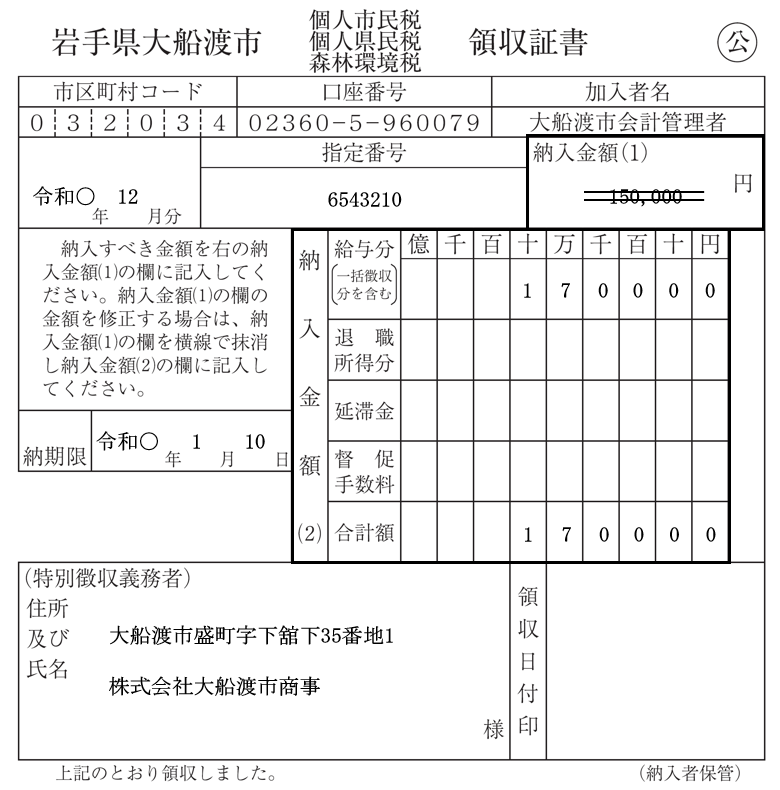 岩手県大船渡市
個人市民税
個人県民税
森林環境税
領収証書
公
市区町村コード
口座番号
加入者名
0 3 2 0 3 4
02360-5-960079
大船渡市会計管理者
指定番号
納入金額(1)
令和〇 12
年 月分
6543210
150,000
円
納入すべき金額を右の納
入金額(1)の欄に記入してく
ださい。納入金額(1)の欄の
金額を修正する場合は、納
入金額(1)の欄を横線で抹消
し納入金額(2)の欄に記入し
てください。
納期限
令和〇 1 10
年 月 日
納入金額(2)
給与分
(一括徴収
分を含む)
億 千 百 十 万 千 百 十 円
1 7 0 0 0 0
退職
所得分
延滞金
督促
手数料
合計額
1 7 0 0 0 0
(特別徴収義務者)
住所
及び
氏名
大船渡市盛町字下舘下35番地1
株式会社大船渡市商事
様
領収日付印
上記のとおり領収しました。
(納入者保管)